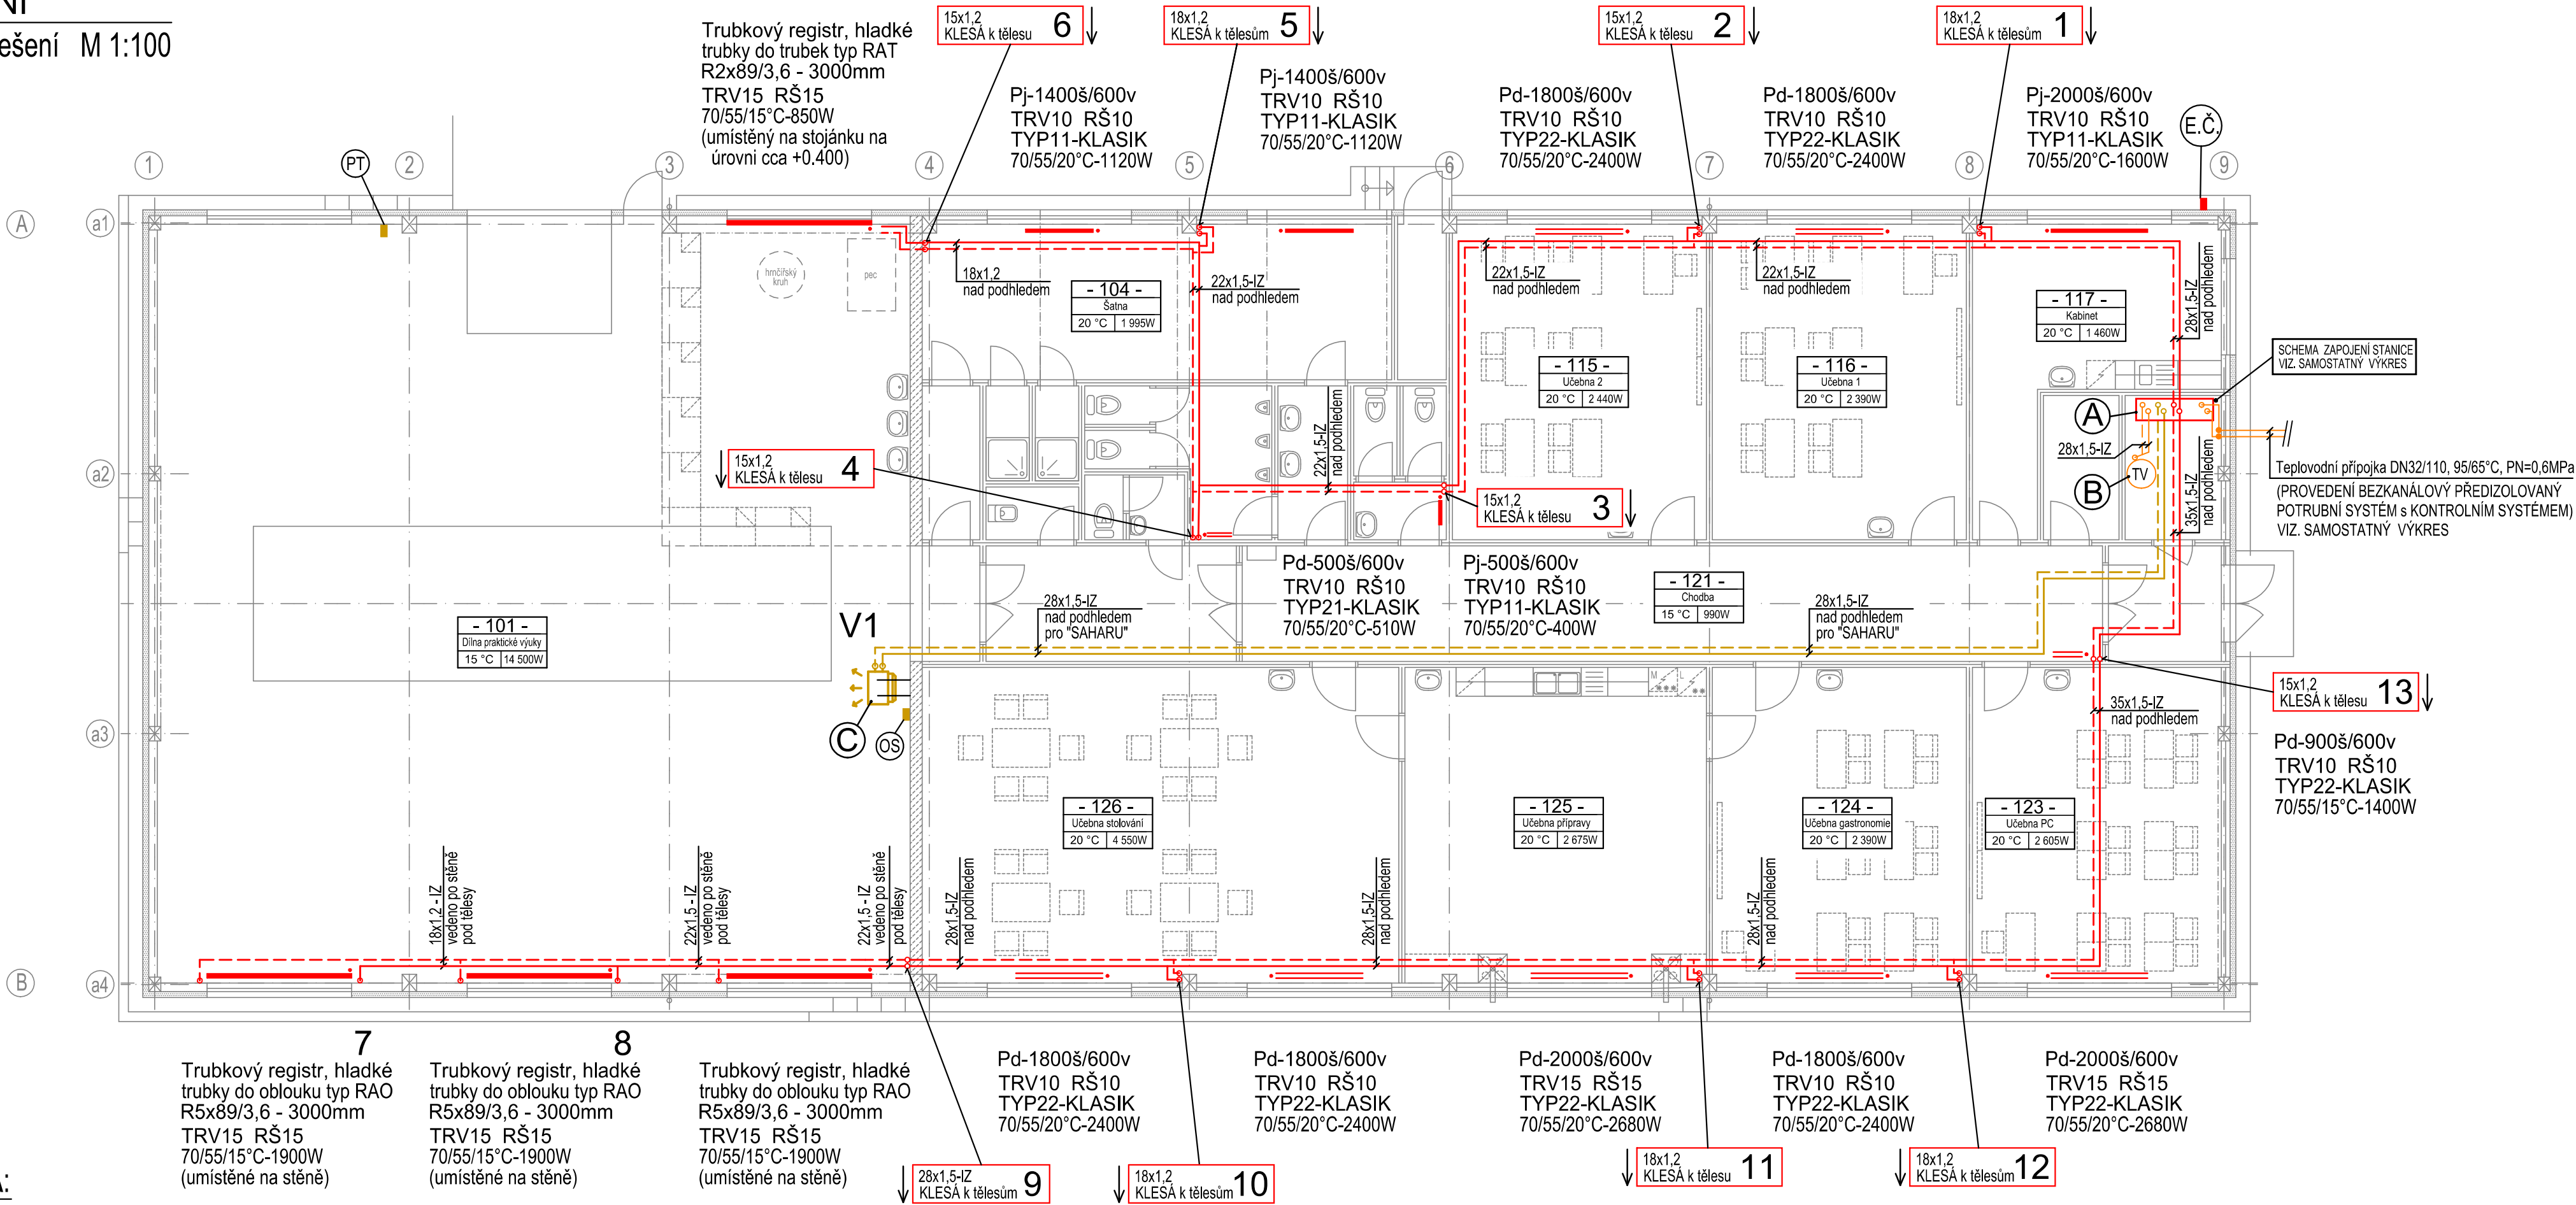 NÍ
ešení M 1:100
Trubkový registr, hladké
trubky do trubek typ RAT
R2x89/3,6 - 3000mm
TRV15 RŠ15
70/55/15°C-850W
(umístěný na stojánku na
úrovni cca +0.400)
15x1,2
KLESÁ k tělesu
6
18x1,2
KLESÁ k tělesům
5
15x1,2
KLESÁ k tělesu
2
18x1,2
KLESÁ k tělesům
1
Pj-1400š/600v
TRV10 RŠ10
TYP11-KLASIK
70/55/20°C-1120W
Pj-1400š/600v
TRV10 RŠ10
TYP11-KLASIK
70/55/20°C-1120W
Pd-1800š/600v
TRV10 RŠ10
TYP22-KLASIK
70/55/20°C-2400W
Pd-1800š/600v
TRV10 RŠ10
TYP22-KLASIK
70/55/20°C-2400W
Pj-2000š/600v
TRV10 RŠ10
TYP11-KLASIK
70/55/20°C-1600W
E.Č.
1
PT
2
3
4
5
6
7
8
9
A
a1
hrnčířský
kruh
pec
18x1,2
nad podhledem
- 104 -
Šatna
20 °C 1 995W
22x1,5-IZ
nad podhledem
22x1,5-IZ
nad podhledem
22x1,5-IZ
nad podhledem
28x1,5-IZ
nad podhledem
- 117 -
Kabinet
20 °C 1 460W
SCHEMA ZAPOJENÍ STANICE
VIZ. SAMOSTATNÝ VÝKRES
- 115 -
Učebna 2
20 °C 2 440W
- 116 -
Učebna 1
20 °C 2 390W
22x1,5-IZ
nad podhledem
A
28x1,5-IZ
B
TV
35x1,5-IZ
nad podhledem
Teplovodní přípojka DN32/110, 95/65°C, PN=0,6MPa
(PROVEDENÍ BEZKANÁLOVÝ PŘEDIZOLOVANÝ
POTRUBNÍ SYSTÉM s KONTROLNÍM SYSTÉMEM)
VIZ. SAMOSTATNÝ VÝKRES
a2
15x1,2
KLESÁ k tělesu
4
15x1,2
KLESÁ k tělesu
3
Pd-500š/600v
TRV10 RŠ10
TYP21-KLASIK
70/55/20°C-510W
Pj-500š/600v
TRV10 RŠ10
TYP11-KLASIK
70/55/20°C-400W
- 121 -
Chodba
15 °C 990W
28x1,5-IZ
nad podhledem
pro "SAHARU"
28x1,5-IZ
nad podhledem
pro "SAHARU"
- 101 -
Dílna praktické výuky
15 °C 14 500W
V1
C
OS
M
L
15x1,2
KLESÁ k tělesu
13
35x1,5-IZ
nad podhledem
a3
Pd-900š/600v
TRV10 RŠ10
TYP22-KLASIK
70/55/15°C-1400W
- 126 -
Učebna stolování
20 °C 4 550W
- 125 -
Učebna přípravy
20 °C 2 675W
- 124 -
Učebna gastronomie
20 °C 2 390W
- 123 -
Učebna PC
20 °C 2 605W
18x1,2 - IZ
vedeno po stěně
pod tělesy
22x1,5 - IZ
vedeno po stěně
pod tělesy
22x1,5 - IZ
vedeno po stěně
pod tělesy
28x1,5-IZ
nad podhledem
28x1,5-IZ
nad podhledem
28x1,5-IZ
nad podhledem
B
a4
7
Trubkový registr, hladké
trubky do oblouku typ RAO
R5x89/3,6 - 3000mm
TRV15 RŠ15
70/55/15°C-1900W
(umístěné na stěně)
8
Trubkový registr, hladké
trubky do oblouku typ RAO
R5x89/3,6 - 3000mm
TRV15 RŠ15
70/55/15°C-1900W
(umístěné na stěně)
Trubkový registr, hladké
trubky do oblouku typ RAO
R5x89/3,6 - 3000mm
TRV15 RŠ15
70/55/15°C-1900W
(umístěné na stěně)
Pd-1800š/600v
TRV10 RŠ10
TYP22-KLASIK
70/55/20°C-2400W
Pd-1800š/600v
TRV10 RŠ10
TYP22-KLASIK
70/55/20°C-2400W
Pd-2000š/600v
TRV15 RŠ15
TYP22-KLASIK
70/55/20°C-2680W
Pd-1800š/600v
TRV10 RŠ10
TYP22-KLASIK
70/55/20°C-2400W
Pd-2000š/600v
TRV15 RŠ15
TYP22-KLASIK
70/55/20°C-2680W
28x1,5-IZ
KLESÁ k tělesům
9
18x1,2
KLESÁ k tělesům
10
18x1,2
KLESÁ k tělesu
11
18x1,2
KLESÁ k tělesům
12